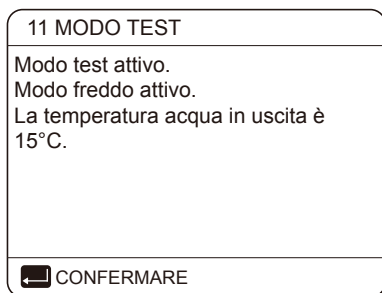 11 MODO TEST
Modo test attivo.
Modo freddo attivo.
La temperatura acqua in uscita è
15°C.
CONFERMARE